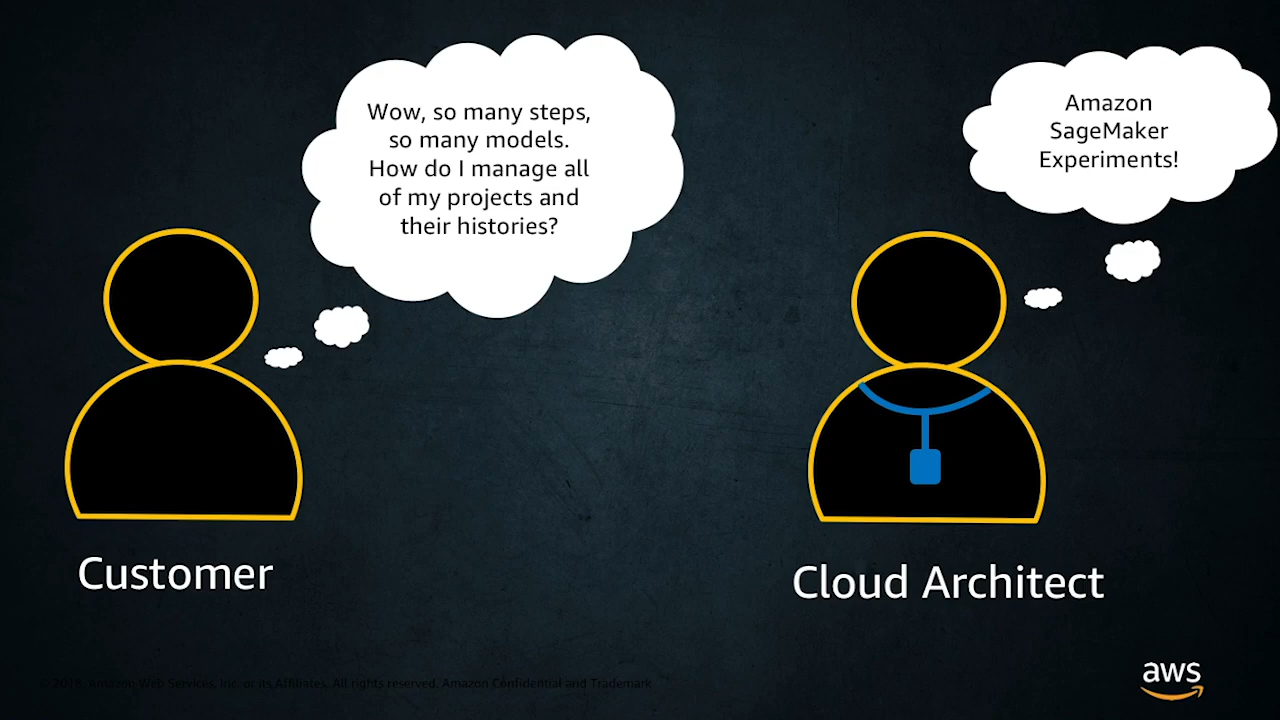 Wow, so many steps,
so many models.
How do I manage all
of my projects and
their histories?
Amazon
SageMaker
Experiments!
Customer
Cloud Architect
© 2018, Amazon Web Services, Inc. or its Affiliates. All rights reserved. Amazon Confidential and Trademark
aws